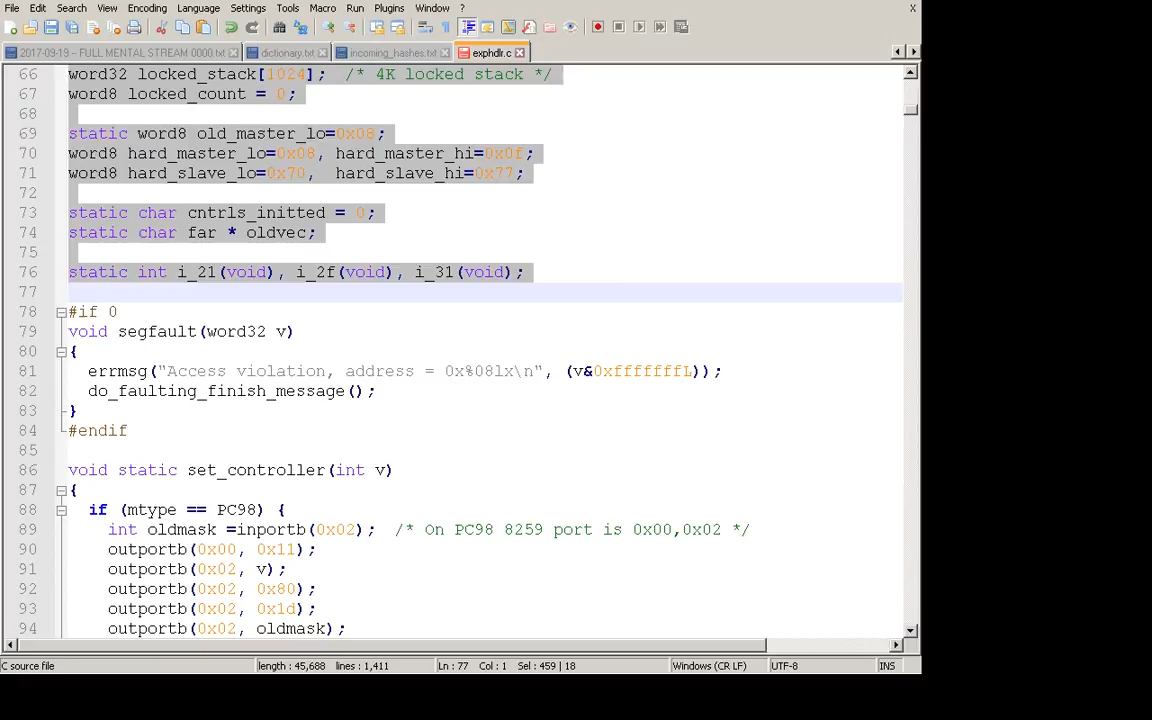 File Edit Search View Encoding Language Settings Tools Macro Run Plugins Window ? X
2017-09-19 – FULL MENTAL STREAM 0000.txt dictionary.txt incoming_hashes.txt exphdlr.c
66 word32 locked_stack[1024]; /* 4K locked stack */
67 word8 locked_count = 0;
68
69 static word8 old_master_lo=0x08;
70 word8 hard_master_lo=0x08, hard_master_hi=0x0f;
71 word8 hard_slave_lo=0x70, hard_slave_hi=0x77;
72
73 static char cntrls_initted = 0;
74 static char far * oldvec;
75
76 static int i_21(void), i_2f(void), i_31(void);
77
78 #if 0
79 void segfault(word32 v)
80 {
81 errmsg("Access violation, address = 0x%08lx\n", (v&0xfffffffL));
82 do_faulting_finish_message();
83 }
84 #endif
85
86 void static set_controller(int v)
87 {
88 if (mtype == PC98) {
89 int oldmask =inportb(0x02); /* On PC98 8259 port is 0x00,0x02 */
90 outportb(0x00, 0x11);
91 outportb(0x02, v);
92 outportb(0x02, 0x80);
93 outportb(0x02, 0x1d);
94 outportb(0x02, oldmask);
C source file length : 45,688 lines : 1,411 Ln : 77 Col : 1 Sel : 459 | 18 Windows (CR LF) UTF-8 INS